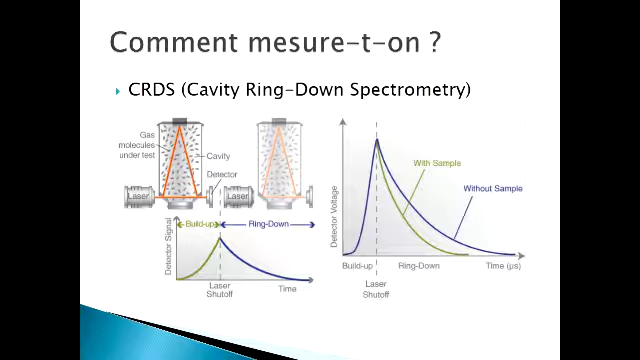 Comment mesure-t-on ?
CRDS (Cavity Ring-Down Spectrometry)
Gas
molecules
under test
Cavity
Detector
Laser
Laser
Build-up
Ring-Down
Detector Signal
Laser
Shutoff
Time
Detector Voltage
With Sample
Without Sample
Build-up
Ring-Down
Time (µs)
Laser
Shutoff